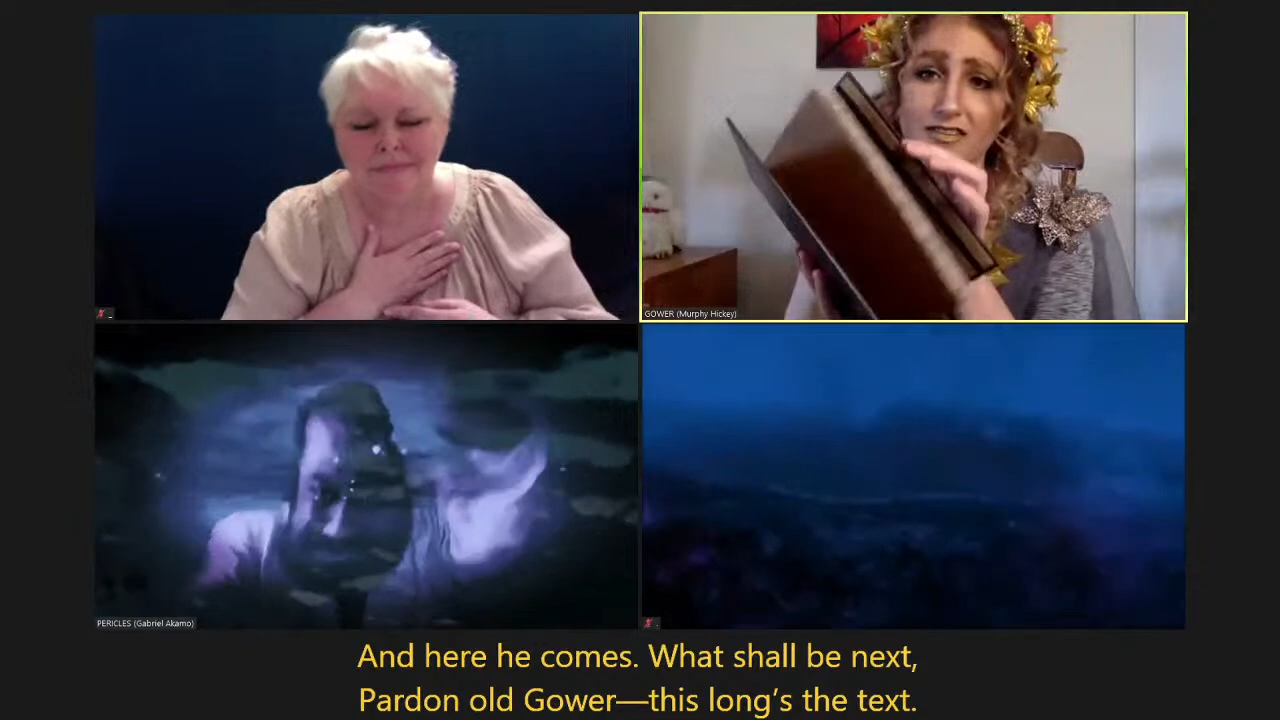 GOWER (Murphy Hickey)
PERICLES (Gabriel Akamo)
And here he comes. What shall be next,
Pardon old Gower—this long’s the text.